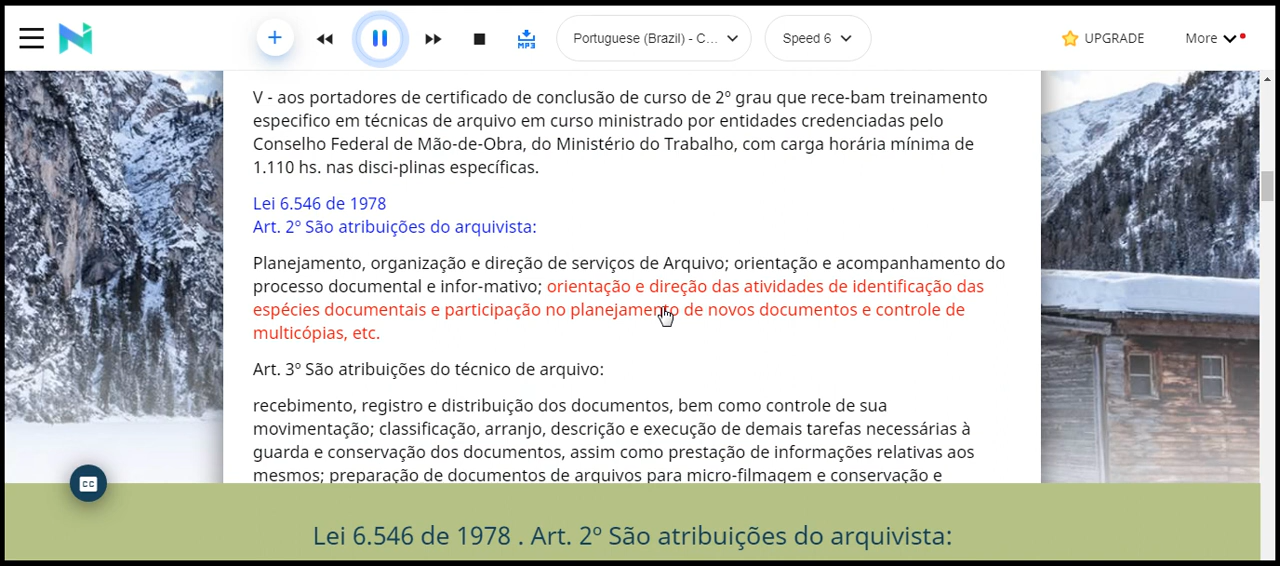 MP3
Portuguese (Brazil) - C...
Speed 6
UPGRADE
More
V - aos portadores de certificado de conclusão de curso de 2º grau que rece-bam treinamento
especifico em técnicas de arquivo em curso ministrado por entidades credenciadas pelo
Conselho Federal de Mão-de-Obra, do Ministério do Trabalho, com carga horária mínima de
1.110 hs. nas disci-plinas específicas.
Lei 6.546 de 1978
Art. 2º São atribuições do arquivista:
Planejamento, organização e direção de serviços de Arquivo; orientação e acompanhamento do
processo documental e infor-mativo; orientação e direção das atividades de identificação das
espécies documentais e participação no planejamento de novos documentos e controle de
multicópias, etc.
Art. 3º São atribuições do técnico de arquivo:
recebimento, registro e distribuição dos documentos, bem como controle de sua
movimentação; classificação, arranjo, descrição e execução de demais tarefas necessárias à
guarda e conservação dos documentos, assim como prestação de informações relativas aos
mesmos; preparação de documentos de arquivos para micro-filmagem e conservação e
CC
Lei 6.546 de 1978 . Art. 2º São atribuições do arquivista: